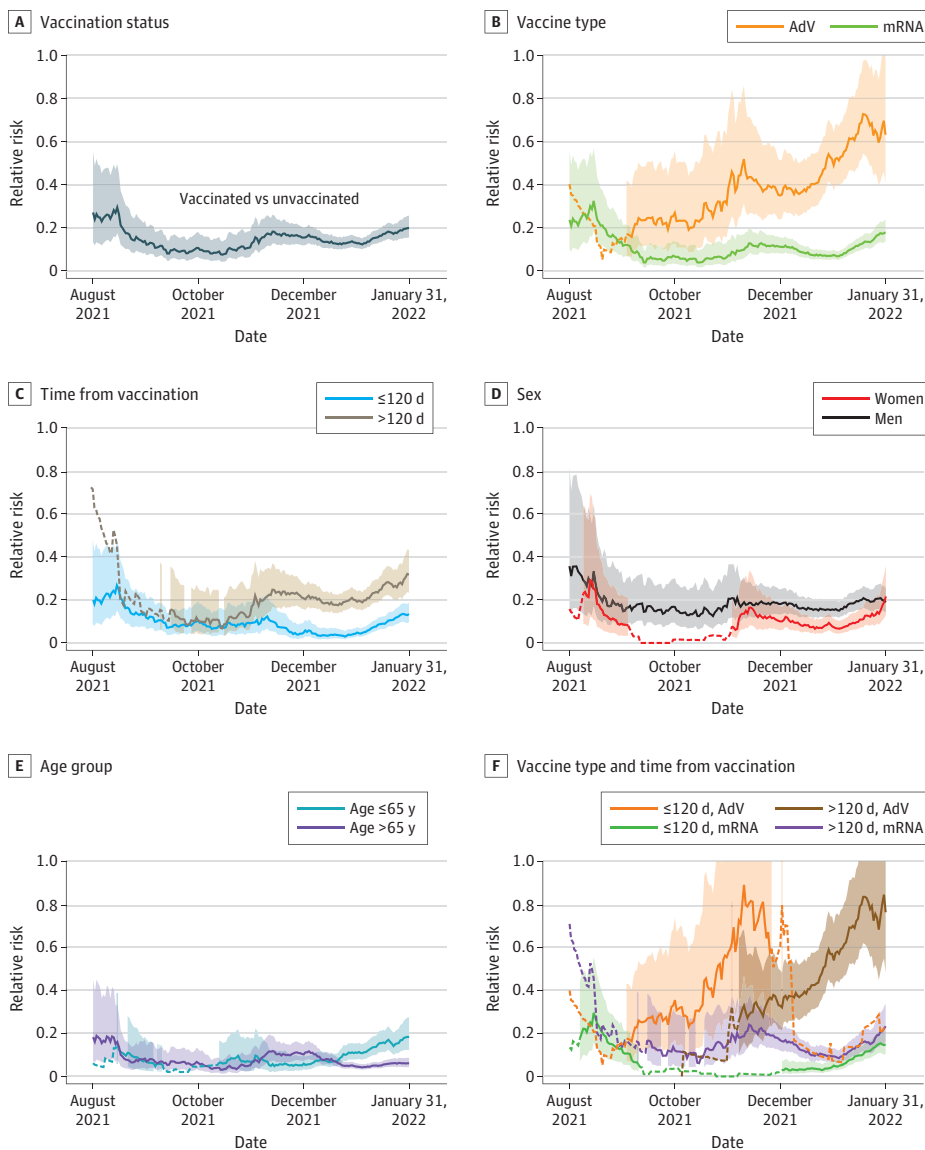 A Vaccination status
1.0
0.8
0.6
0.4
0.2
0
Relative risk
Vaccinated vs unvaccinated
August 2021
October 2021
December 2021
January 31, 2022
Date
B Vaccine type
AdV
mRNA
1.0
0.8
0.6
0.4
0.2
0
Relative risk
August 2021
October 2021
December 2021
January 31, 2022
Date
C Time from vaccination
≤120 d
>120 d
1.0
0.8
0.6
0.4
0.2
0
Relative risk
August 2021
October 2021
December 2021
January 31, 2022
Date
D Sex
Women
Men
1.0
0.8
0.6
0.4
0.2
0
Relative risk
August 2021
October 2021
December 2021
January 31, 2022
Date
E Age group
Age ≤65 y
Age >65 y
1.0
0.8
0.6
0.4
0.2
0
Relative risk
August 2021
October 2021
December 2021
January 31, 2022
Date
F Vaccine type and time from vaccination
≤120 d, AdV
>120 d, AdV
≤120 d, mRNA
>120 d, mRNA
1.0
0.8
0.6
0.4
0.2
0
Relative risk
August 2021
October 2021
December 2021
January 31, 2022
Date